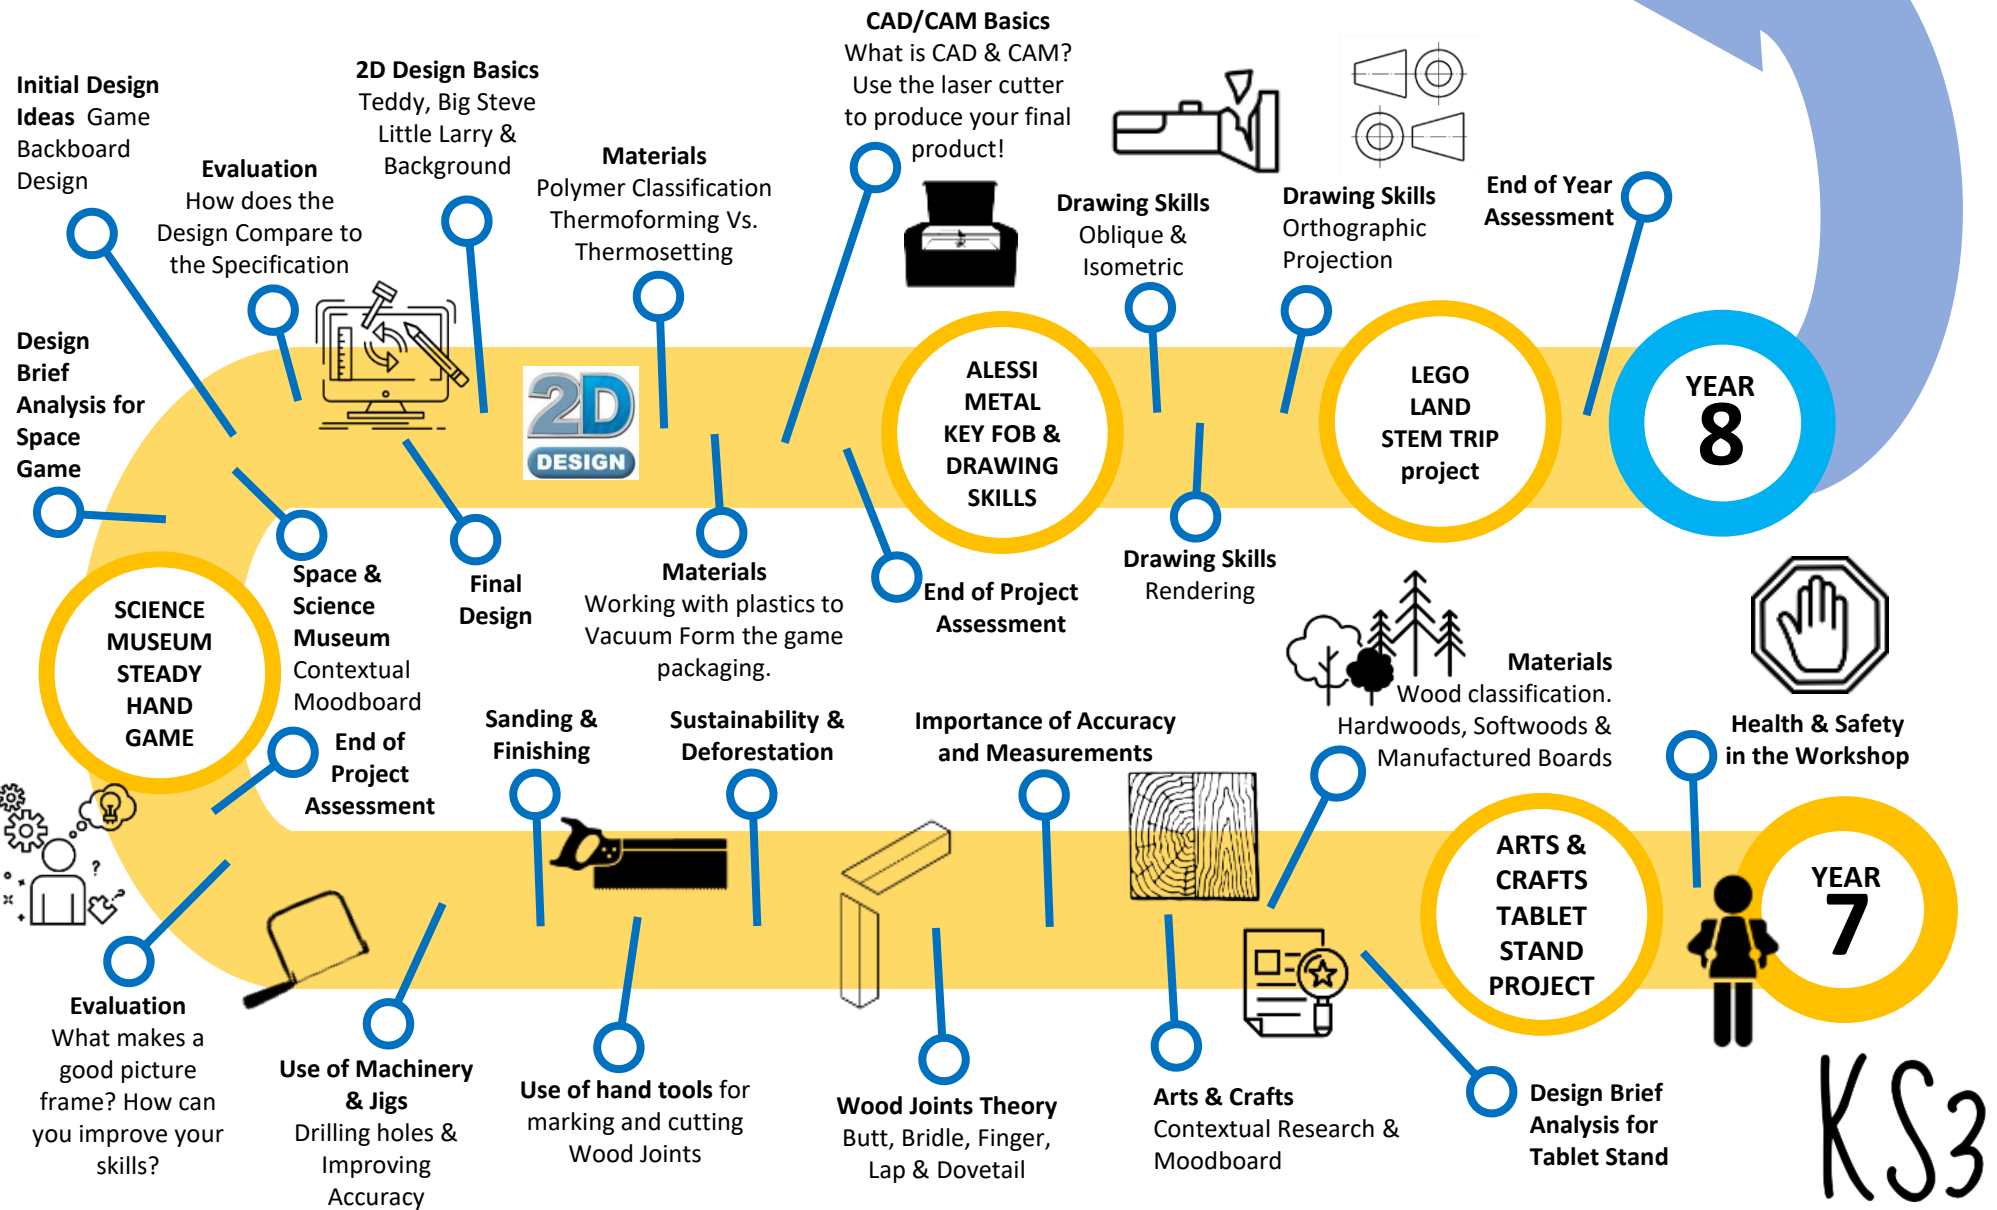 CAD/CAM Basics
What is CAD & CAM?
Use the laser cutter
to produce your final
product!
Initial Design
Ideas Game
Backboard
Design
2D Design Basics
Teddy, Big Steve
Little Larry &
Background
Evaluation
How does the
Design Compare to
the Specification
Materials
Polymer Classification
Thermoforming Vs.
Thermosetting
Drawing Skills
Oblique &
Isometric
Drawing Skills
Orthographic
Projection
End of Year
Assessment
Design
Brief
Analysis for
Space
Game
2D
DESIGN
ALESSI
METAL
KEY FOB &
DRAWING
SKILLS
LEGO
LAND
STEM TRIP
project
YEAR
8
SCIENCE
MUSEUM
STEADY
HAND
GAME
Space &
Science
Museum
Contextual
Moodboard
Final
Design
Materials
Working with plastics to
Vacuum Form the game
packaging.
End of Project
Assessment
Drawing Skills
Rendering
End of
Project
Assessment
Sanding &
Finishing
Sustainability &
Deforestation
Importance of Accuracy
and Measurements
Materials
Wood classification.
Hardwoods, Softwoods &
Manufactured Boards
Health & Safety
in the Workshop
ARTS &
CRAFTS
TABLET
STAND
PROJECT
YEAR
7
Evaluation
What makes a
good picture
frame? How can
you improve your
skills?
Use of Machinery
& Jigs
Drilling holes &
Improving
Accuracy
Use of hand tools for
marking and cutting
Wood Joints
Wood Joints Theory
Butt, Bridle, Finger,
Lap & Dovetail
Arts & Crafts
Contextual Research &
Moodboard
Design Brief
Analysis for
Tablet Stand
KS3